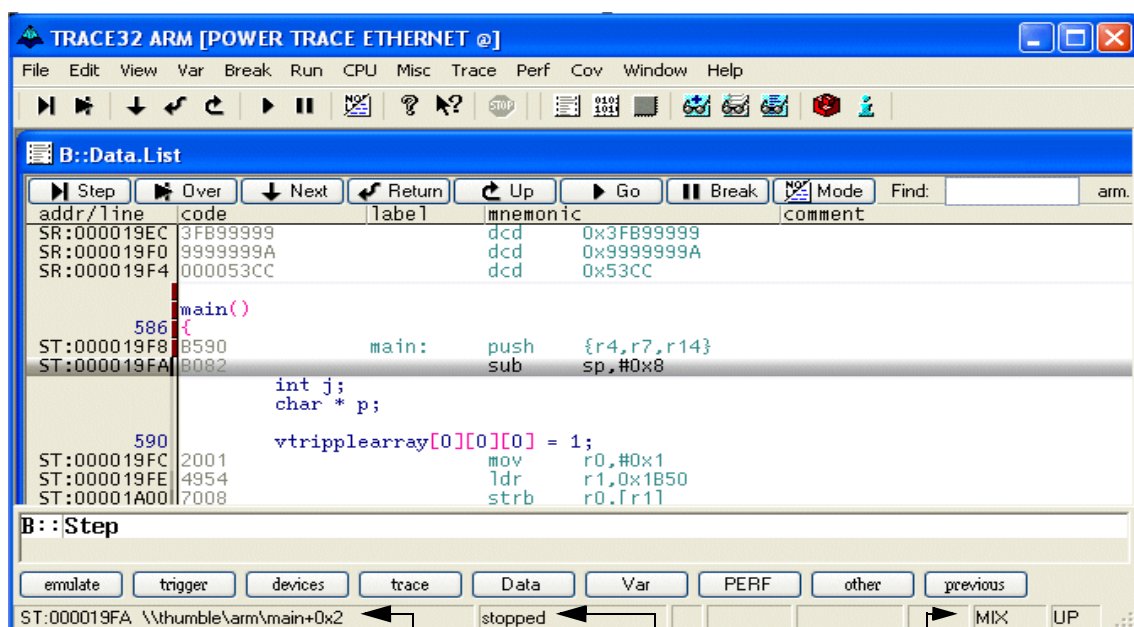 TRACE32 ARM [POWER TRACE ETHERNET @]
File Edit View Var Break Run CPU Misc Trace Perf Cov Window Help
B::Data.List
Step Over Next Return Up Go Break Mode Find: arm.
addr/line code label mnemonic comment
SR:000019EC 3FB99999 dcd 0x3FB99999
SR:000019F0 9999999A dcd 0x9999999A
SR:000019F4 000053CC dcd 0x53CC
main()
586 {
ST:000019F8 B590 main: push {r4,r7,r14}
ST:000019FA B082 sub sp,#0x8
int j;
char * p;
590 vtripplearray[0][0][0] = 1;
ST:000019FC 2001 mov r0,#0x1
ST:000019FE 4954 ldr r1,0x1B50
ST:00001A00 7008 strb r0,[r1]
B::Step
emulate trigger devices trace Data Var PERF other previous
ST:000019FA \\thumble\arm\main+0x2 stopped MIX UP